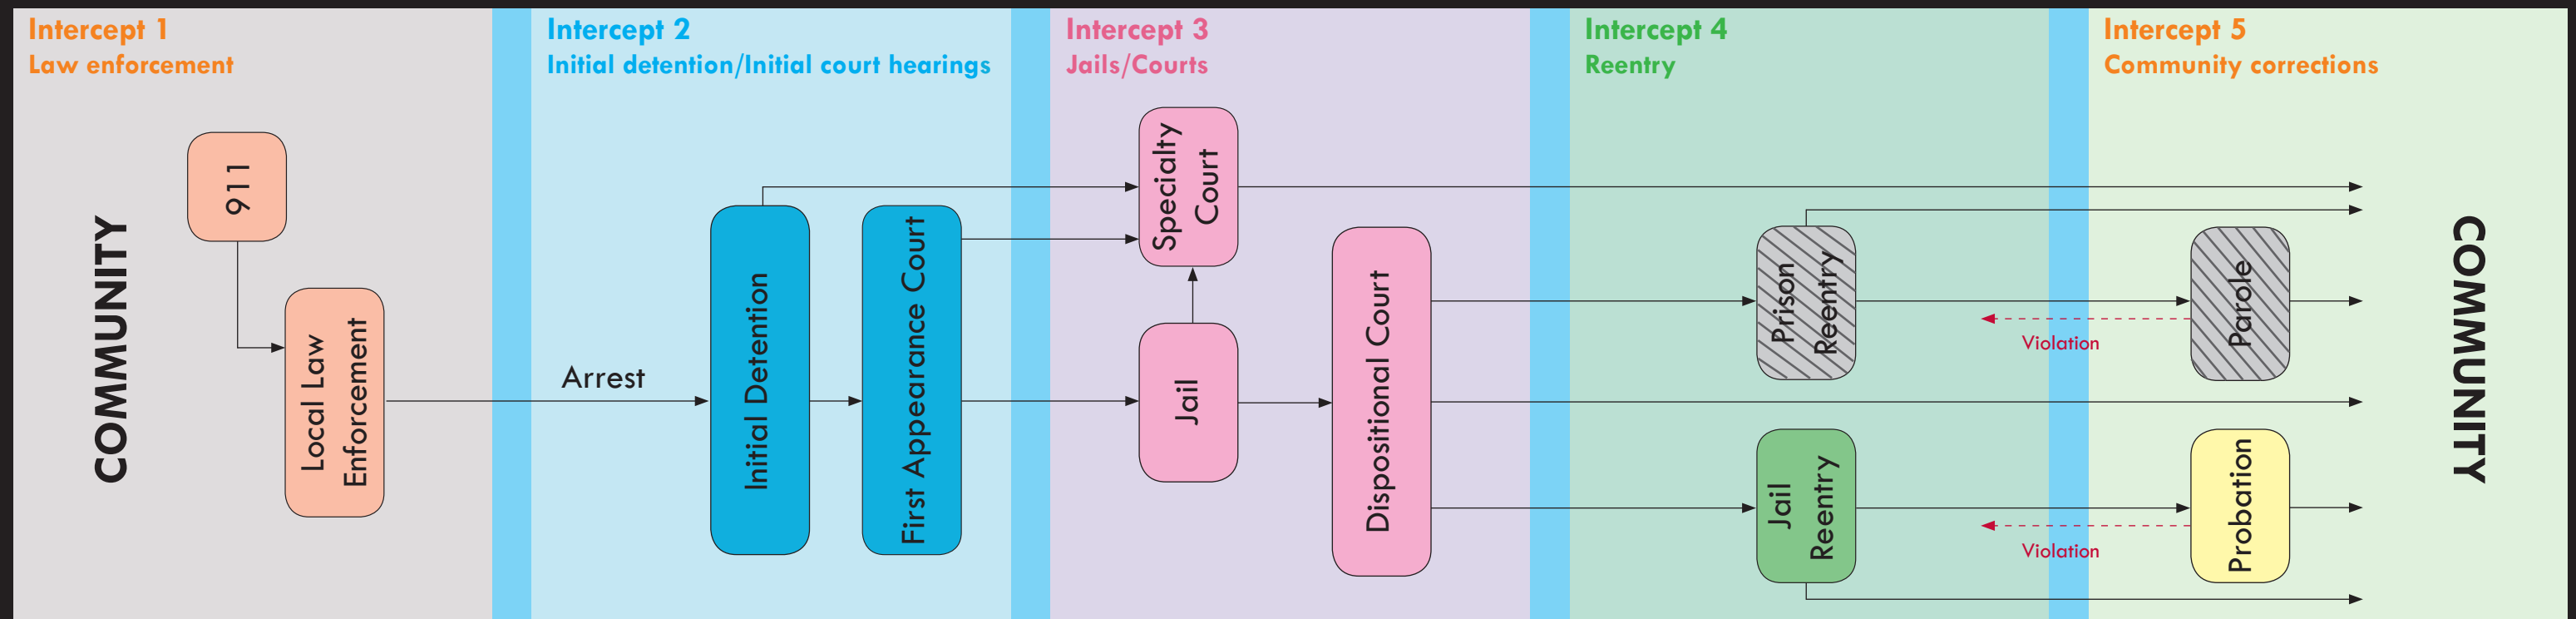 Intercept 1
Law enforcement
COMMUNITY
911
Local Law
Enforcement
Intercept 2
Initial detention/Initial court hearings
Arrest
Initial Detention
First Appearance Court
Intercept 3
Jails/Courts
Specialty
Court
Jail
Dispositional Court
Intercept 4
Reentry
Prison
Reentry
Jail
Reentry
Violation
Violation
Intercept 5
Community corrections
Parole
Probation
COMMUNITY